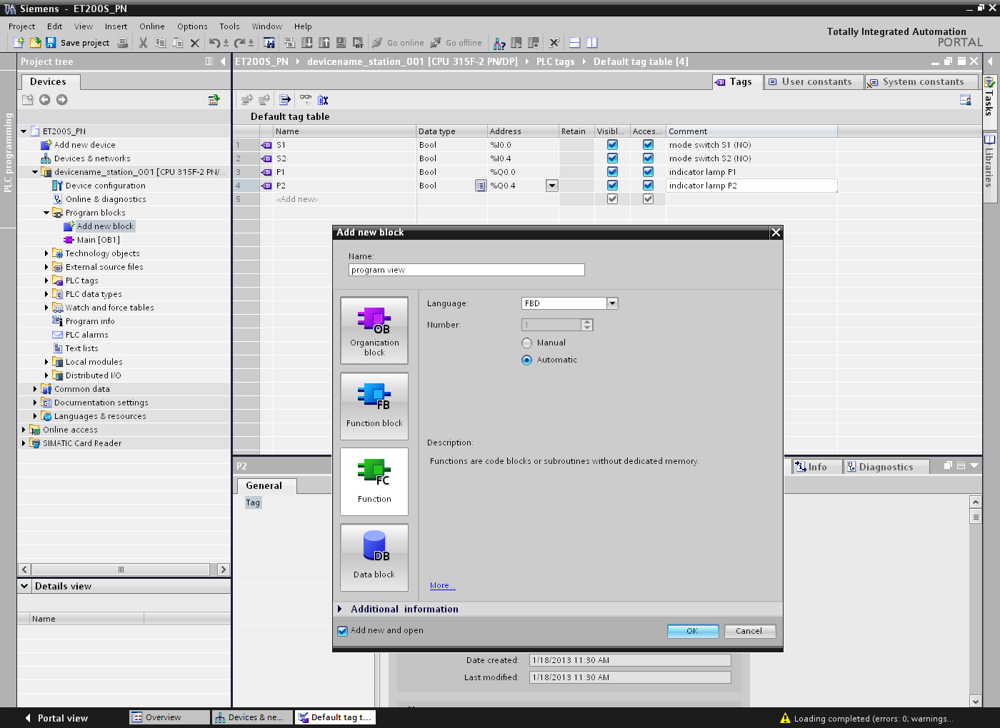 Siemens - ET200S_PN
Project Edit View Insert Online Options Tools Window Help
Save project Go online Go offline
Totally Integrated Automation
PORTAL
Project tree
ET200S_PN devicename_station_001 [CPU 315F-2 PN/DP] PLC tags Default tag table [4]
Devices
Tags User constants System constants
PLC programming
Tasks
Libraries
Default tag table
Name Data type Address Retain Visibl... Acces... Comment
1 S1 Bool %I0.0 mode switch S1 (NO)
2 S2 Bool %I0.4 mode switch S2 (NO)
3 P1 Bool %Q0.0 indicator lamp P1
4 P2 Bool %Q0.4 indicator lamp P2
5 <Add new>
ET200S_PN
Add new device
Devices & networks
devicename_station_001 [CPU 315F-2 PN/...
Device configuration
Online & diagnostics
Program blocks
Add new block
Main [OB1]
Technology objects
External source files
PLC tags
PLC data types
Watch and force tables
Program info
PLC alarms
Text lists
Local modules
Distributed I/O
Common data
Documentation settings
Languages & resources
Online access
SIMATIC Card Reader
Add new block
Name:
program view
OB
Organization
block
FB
Function block
FC
Function
DB
Data block
Language: FBD
Number: 1
Manual
Automatic
Description:
Functions are code blocks or subroutines without dedicated memory.
More...
Additional information
Add new and open
OK Cancel
P2
Info Diagnostics
General
Tag
Date created: 1/18/2013 11:30 AM
Last modified: 1/18/2013 11:30 AM
Details view
Name
Portal view Overview Devices & ne... Default tag t... Loading completed (errors: 0; warnings...